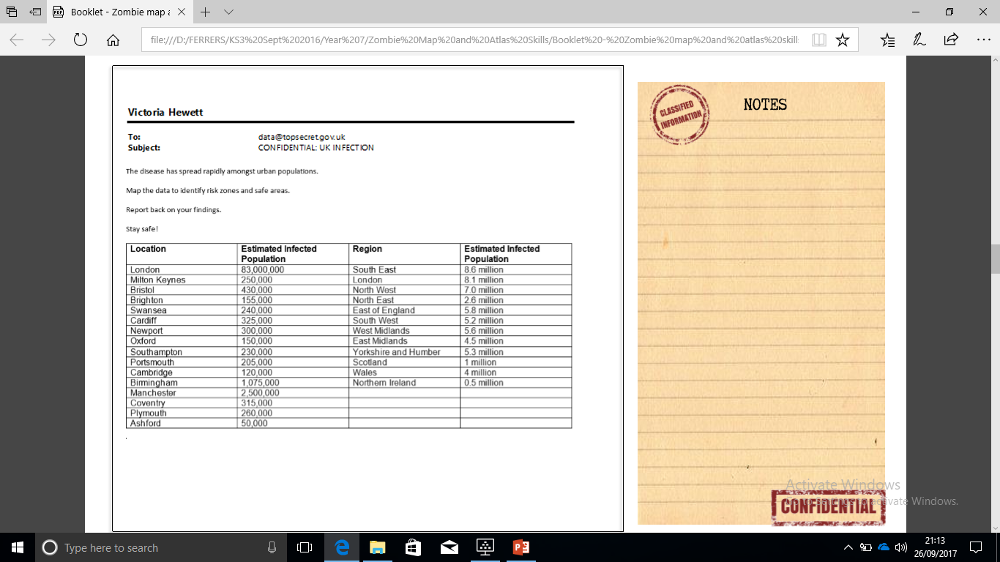 Booklet - Zombie map a
file:///D:/FERRERS/KS3%20Sept%202016/Year%207/Zombie%20Map%20and%20Atlas%20Skills/Booklet%20-%20Zombie%20map%20and%20atlas%20skill
Victoria Hewett
To: data@topsecret.gov.uk
Subject: CONFIDENTIAL: UK INFECTION
The disease has spread rapidly amongst urban populations.
Map the data to identify risk zones and safe areas.
Report back on your findings.
Stay safe!
Location Estimated Infected Population Region Estimated Infected Population
London 83,000,000 South East 8.6 million
Milton Keynes 250,000 London 8.1 million
Bristol 430,000 North West 7.0 million
Brighton 155,000 North East 2.6 million
Swansea 240,000 East of England 5.8 million
Cardiff 325,000 South West 5.2 million
Newport 300,000 West Midlands 5.6 million
Oxford 150,000 East Midlands 4.5 million
Southampton 230,000 Yorkshire and Humber 5.3 million
Portsmouth 205,000 Scotland 1 million
Cambridge 120,000 Wales 4 million
Birmingham 1,075,000 Northern Ireland 0.5 million
Manchester 2,500,000
Coventry 315,000
Plymouth 260,000
Ashford 50,000
CLASSIFIED
INFORMATION
NOTES
Activate Windows
Go to Settings to activate Windows.
CONFIDENTIAL
Type here to search
21:13
26/09/2017